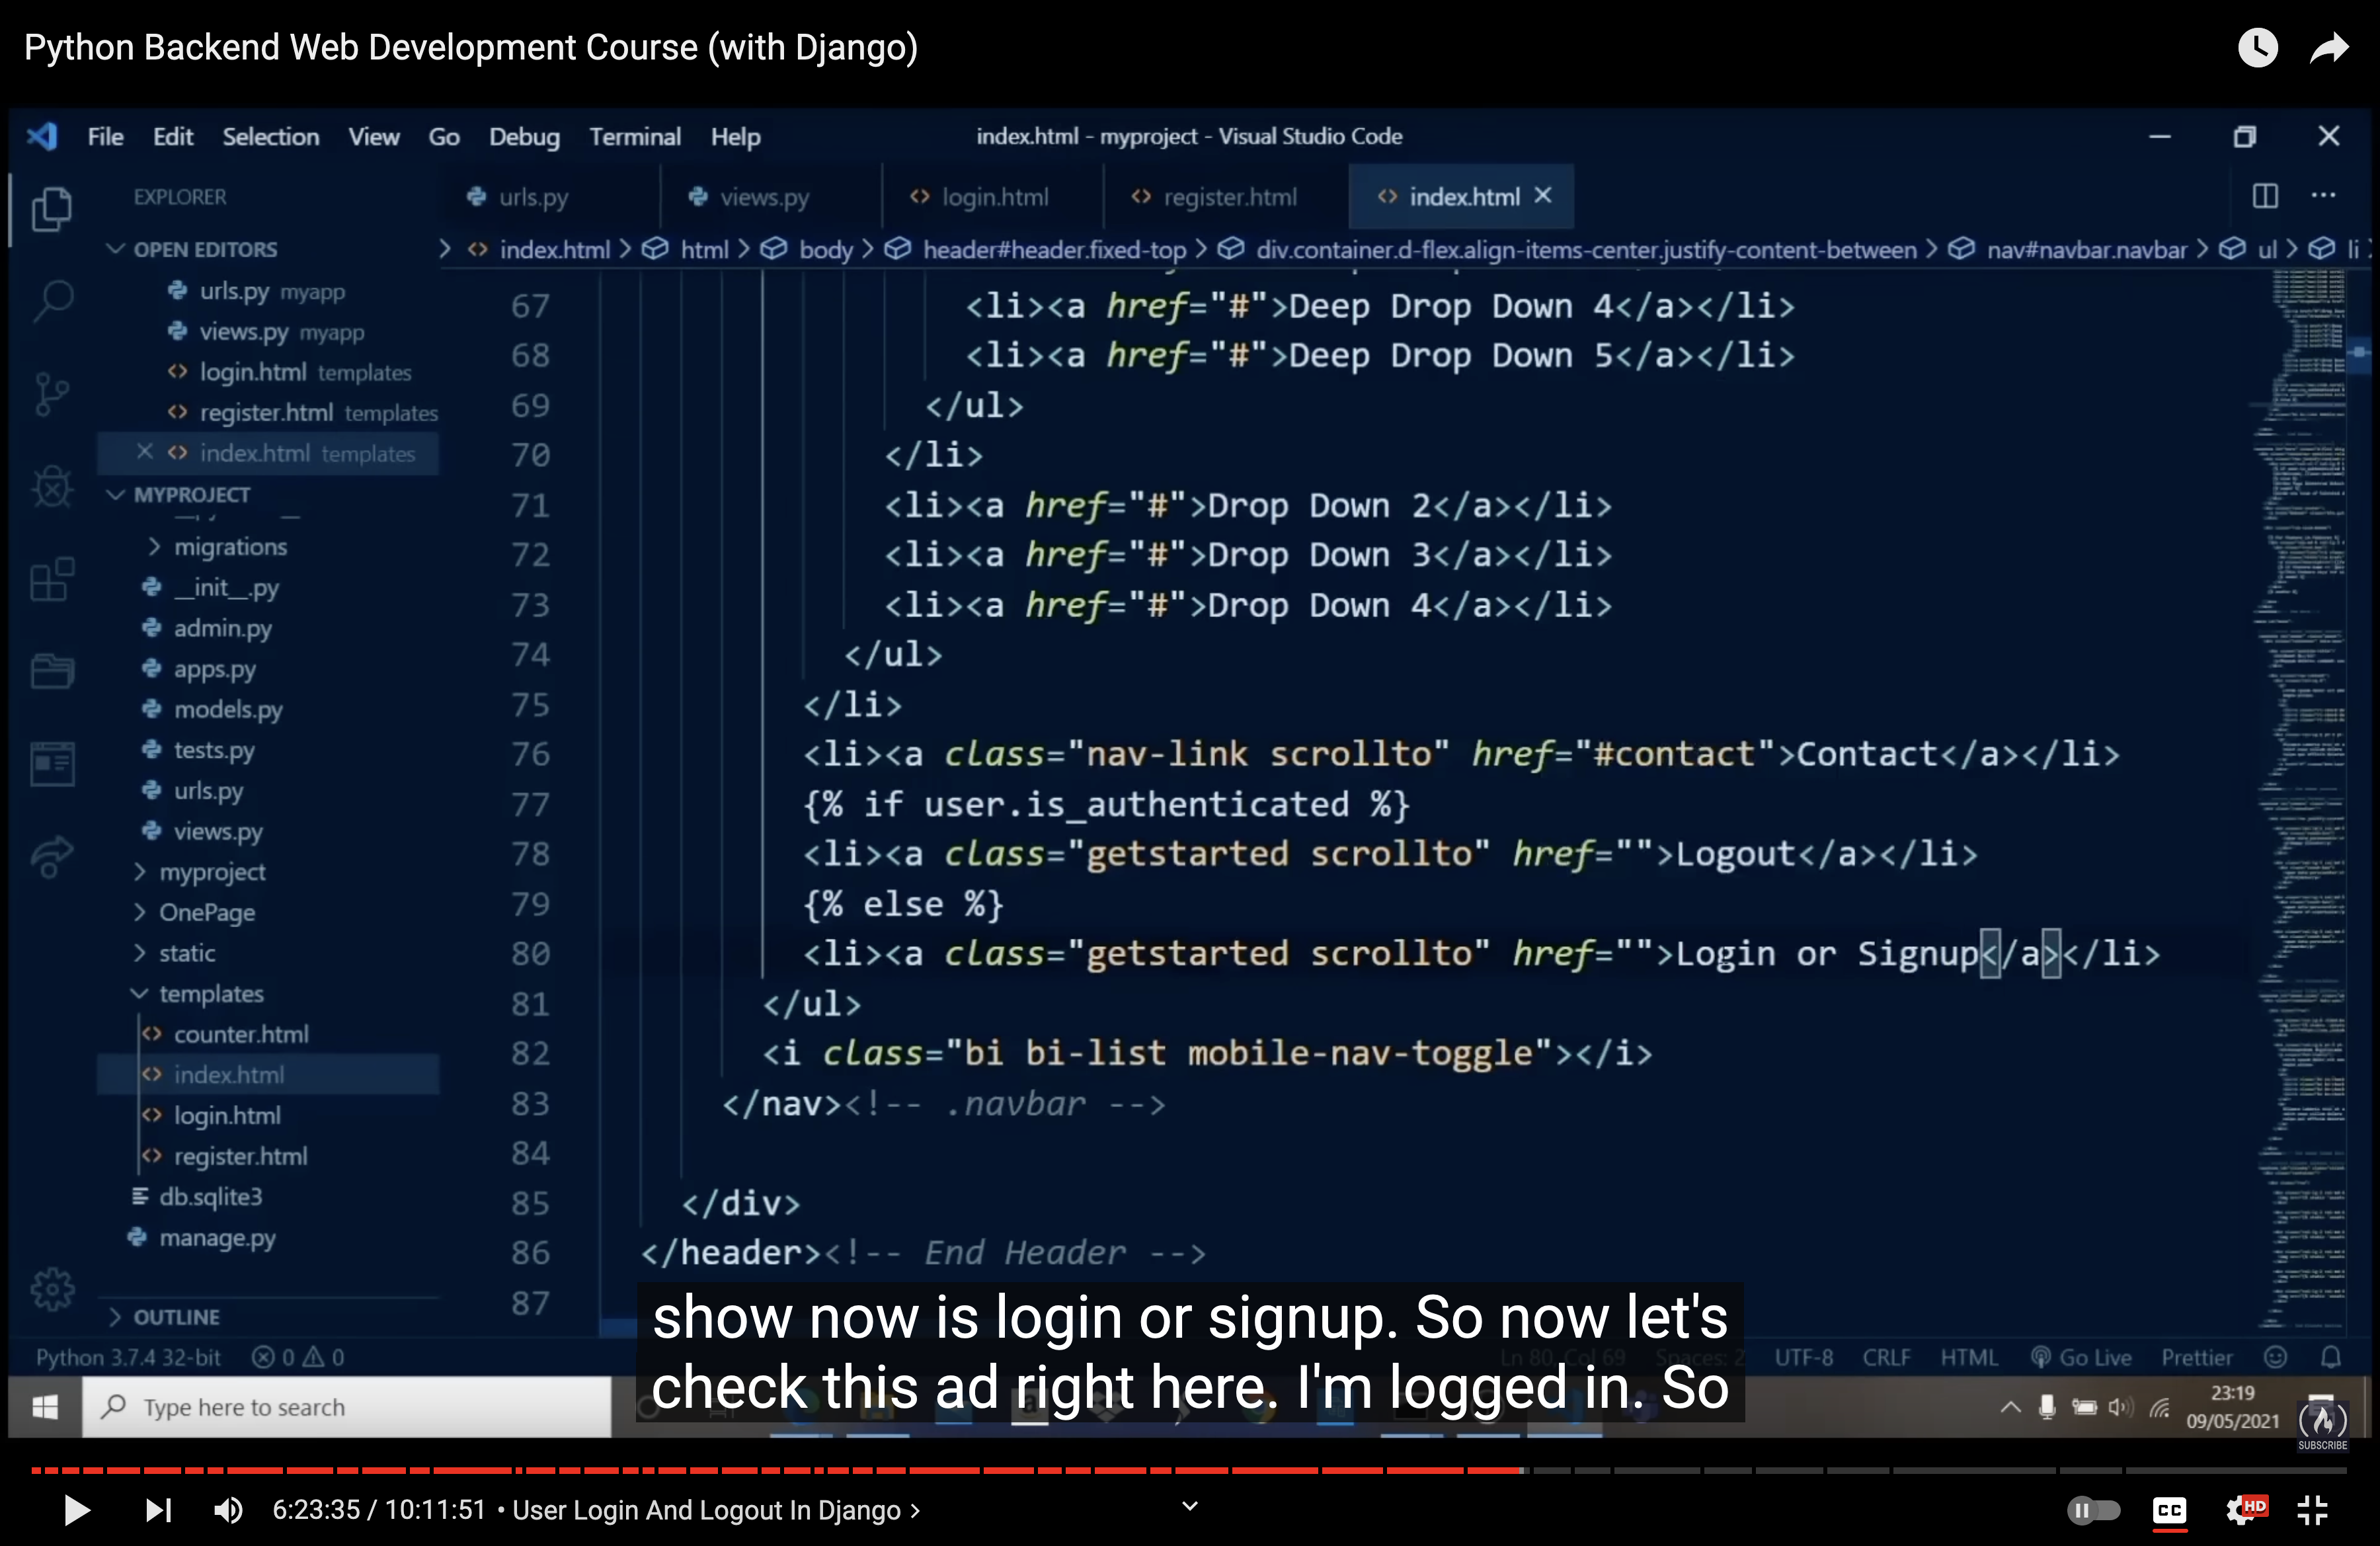 Python Backend Web Development Course (with Django)
File Edit Selection View Go Debug Terminal Help
index.html - myproject - Visual Studio Code
EXPLORER
urls.py
views.py
login.html
register.html
index.html
OPEN EDITORS
index.html > html > body > header#header.fixed-top > div.container.d-flex.align-items-center.justify-content-between > nav#navbar.navbar > ul > li
urls.py myapp
views.py myapp
login.html templates
register.html templates
index.html templates
MYPROJECT
migrations
__init__.py
admin.py
apps.py
models.py
tests.py
urls.py
views.py
myproject
OnePage
static
templates
counter.html
index.html
login.html
register.html
db.sqlite3
manage.py
OUTLINE
67 <li><a href="#">Deep Drop Down 4</a></li>
68 <li><a href="#">Deep Drop Down 5</a></li>
69 </ul>
70 </li>
71 <li><a href="#">Drop Down 2</a></li>
72 <li><a href="#">Drop Down 3</a></li>
73 <li><a href="#">Drop Down 4</a></li>
74 </ul>
75 </li>
76 <li><a class="nav-link scrollto" href="#contact">Contact</a></li>
77 {% if user.is_authenticated %}
78 <li><a class="getstarted scrollto" href="">Logout</a></li>
79 {% else %}
80 <li><a class="getstarted scrollto" href="">Login or Signup</a></li>
81 </ul>
82 <i class="bi bi-list mobile-nav-toggle"></i>
83 </nav><!-- .navbar -->
84
85 </div>
86 </header><!-- End Header -->
87
show now is login or signup. So now let's
check this ad right here. I'm logged in. So
Python 3.7.4 32-bit 0 0
Ln 80, Col 69 Spaces: 2 UTF-8 CRLF HTML Go Live Prettier
Type here to search
23:19
09/05/2021
SUBSCRIBE
6:23:35 / 10:11:51 • User Login And Logout In Django >
CC
HD